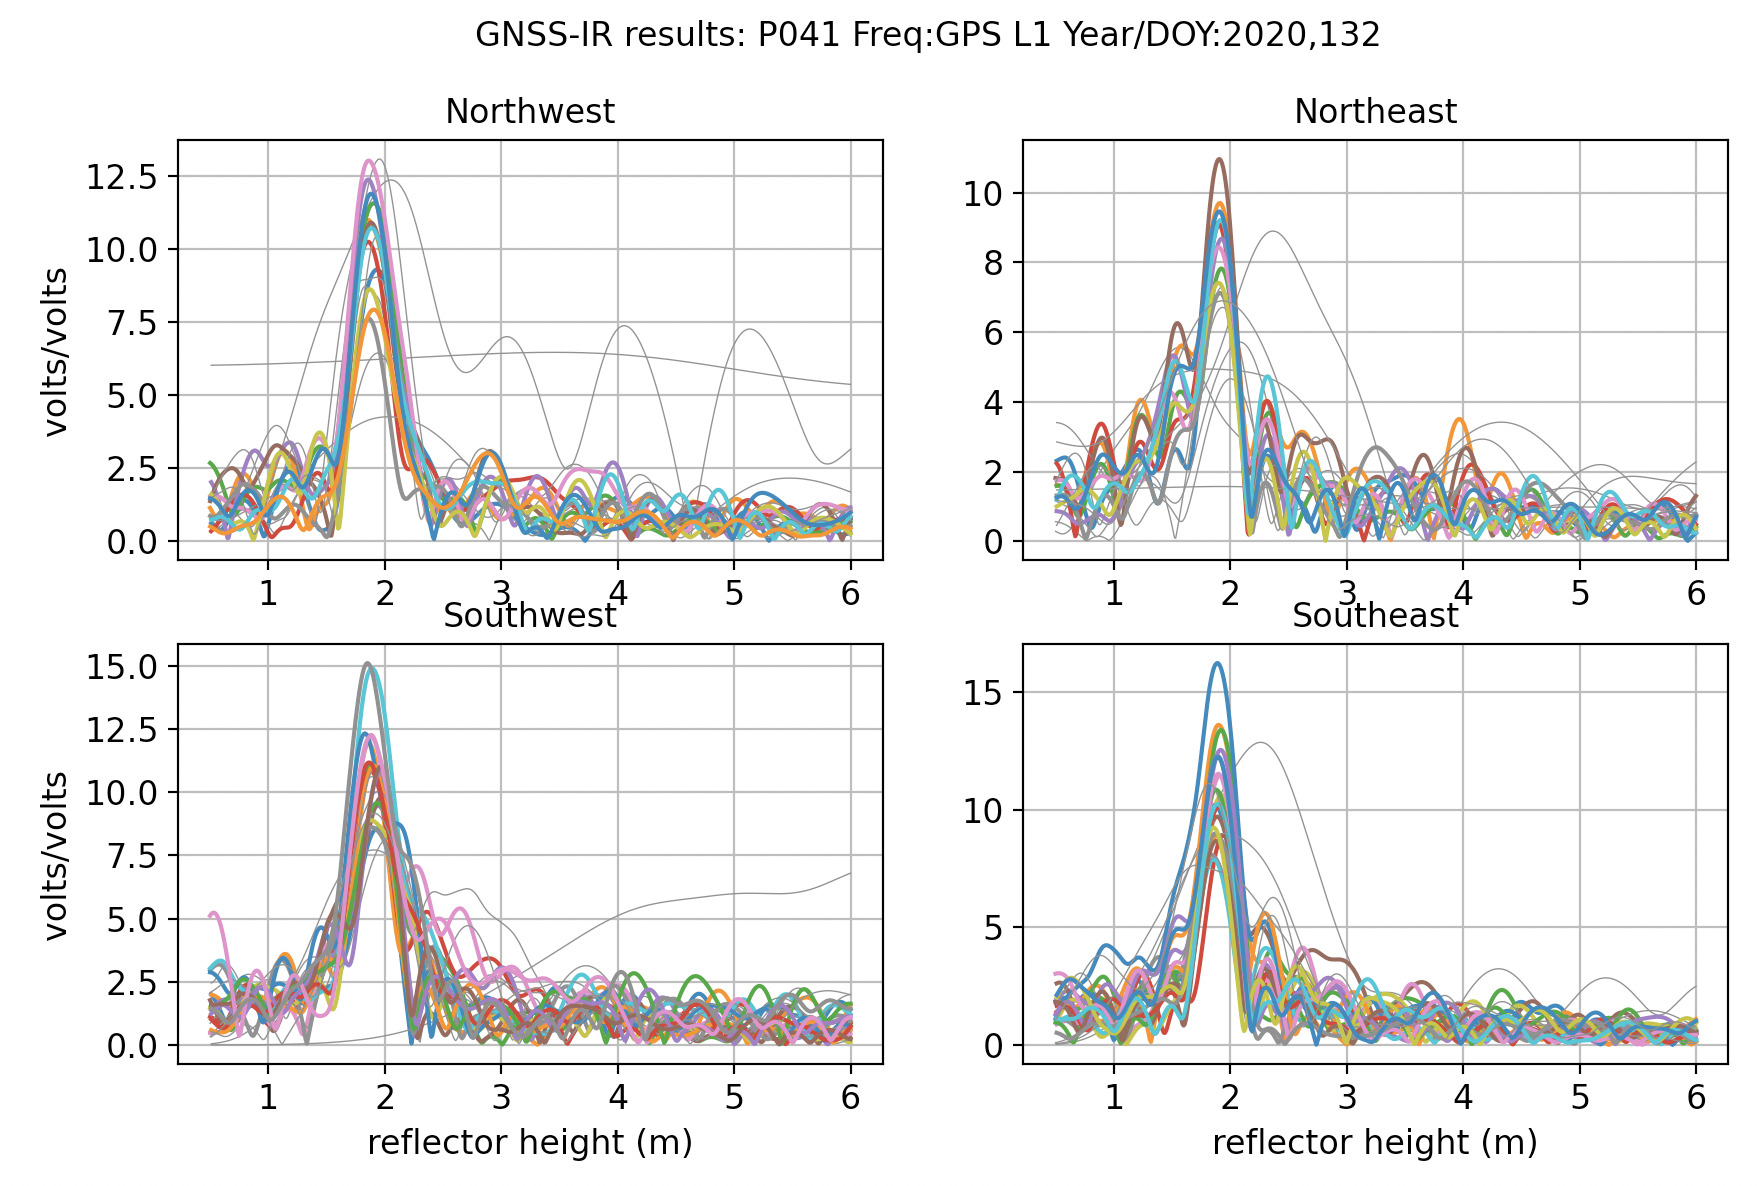 GNSS-IR results: P041 Freq:GPS L1 Year/DOY:2020,132
Northwest
Northeast
volts/volts
12.5
10.0
7.5
5.0
2.5
0.0
1 2 3 4 5 6
10
8
6
4
2
0
1 2 3 4 5 6
Southwest
Southeast
volts/volts
15.0
12.5
10.0
7.5
5.0
2.5
0.0
1 2 3 4 5 6
reflector height (m)
15
10
5
0
1 2 3 4 5 6
reflector height (m)